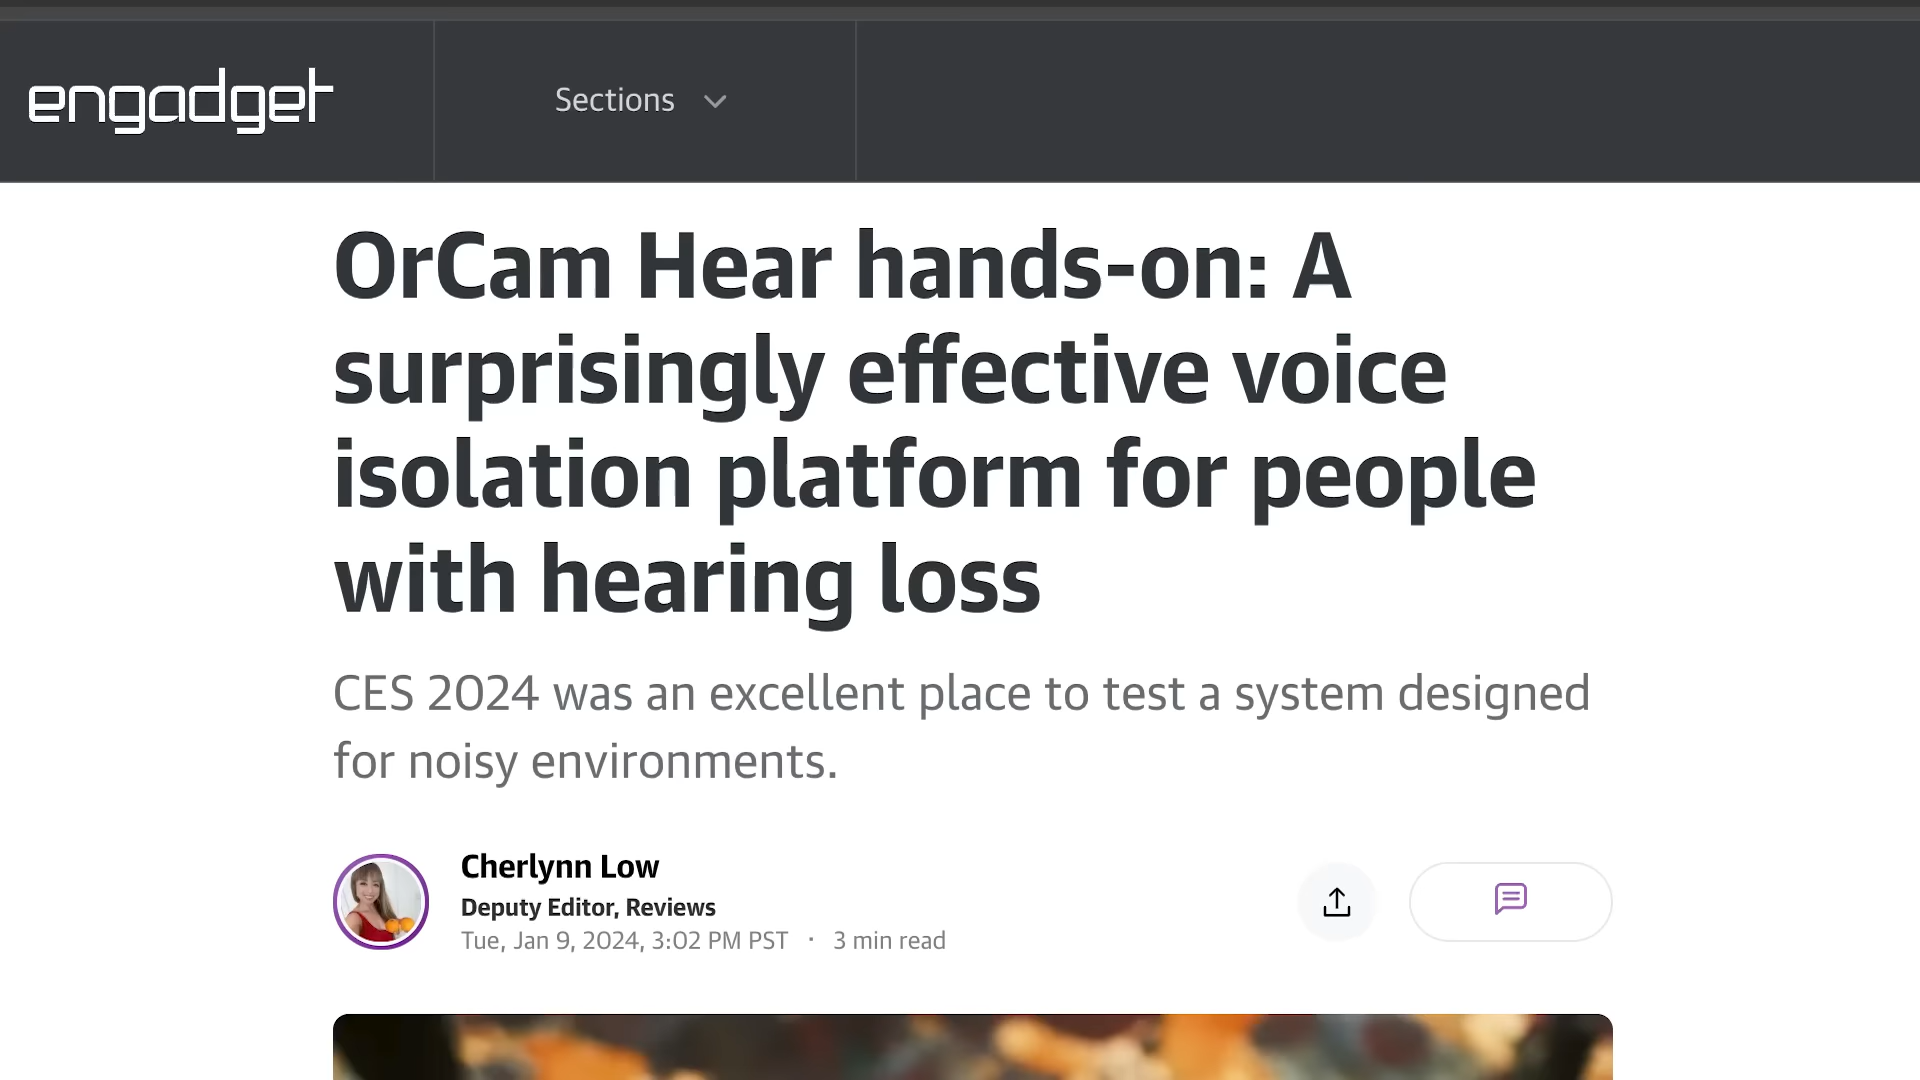 engadget
Sections
OrCam Hear hands-on: A
surprisingly effective voice
isolation platform for people
with hearing loss
CES 2024 was an excellent place to test a system designed
for noisy environments.
Cherlynn Low
Deputy Editor, Reviews
Tue, Jan 9, 2024, 3:02 PM PST · 3 min read